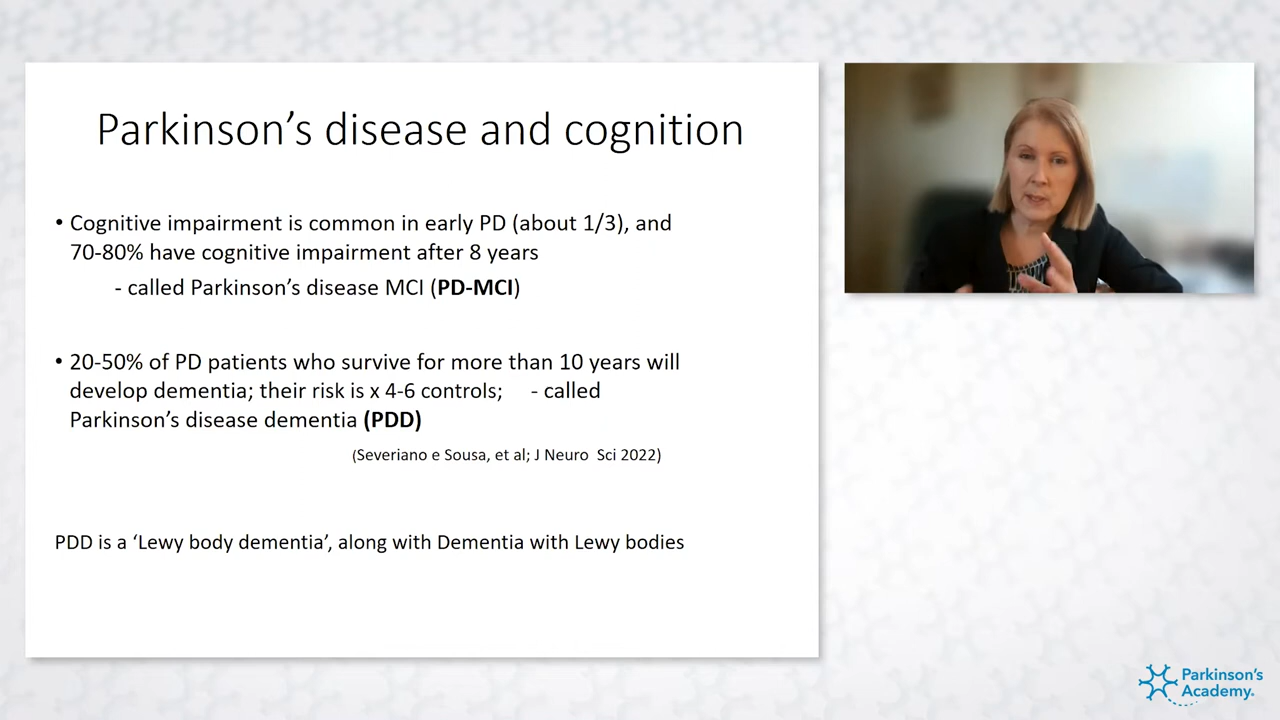 Parkinson’s disease and cognition
• Cognitive impairment is common in early PD (about 1/3), and
70-80% have cognitive impairment after 8 years
- called Parkinson’s disease MCI (PD-MCI)
• 20-50% of PD patients who survive for more than 10 years will
develop dementia; their risk is x 4-6 controls; - called
Parkinson’s disease dementia (PDD)
(Severiano e Sousa, et al; J Neuro Sci 2022)
PDD is a ‘Lewy body dementia’, along with Dementia with Lewy bodies
Parkinson’s
Academy.